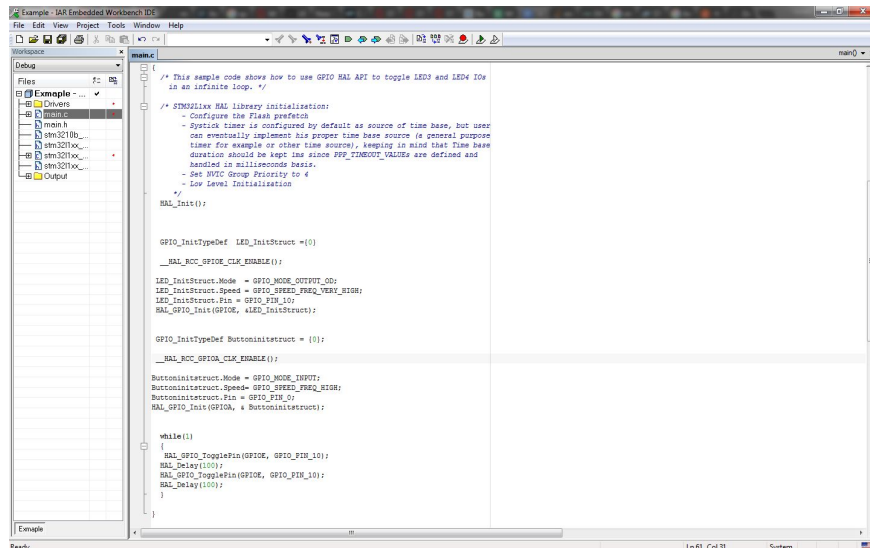 Example - IAR Embedded Workbench IDE
File Edit View Project Tools Window Help
Workspace
main.c
main()
Debug
Files
Exmaple - ...
Drivers
main.c
main.h
stm3210b_...
stm32l1xx_...
stm32l1xx_...
stm32l1xx_...
Output
{
/* This sample code shows how to use GPIO HAL API to toggle LED3 and LED4 IOs
in an infinite loop. */
/* STM32L1xx HAL library initialization:
- Configure the Flash prefetch
- Systick timer is configured by default as source of time base, but user
can eventually implement his proper time base source (a general purpose
timer for example or other time source), keeping in mind that Time base
duration should be kept 1ms since PPP_TIMEOUT_VALUEs are defined and
handled in milliseconds basis.
- Set NVIC Group Priority to 4
- Low Level Initialization
*/
HAL_Init();
GPIO_InitTypeDef LED_InitStruct ={0}
__HAL_RCC_GPIOE_CLK_ENABLE();
LED_InitStruct.Mode = GPIO_MODE_OUTPUT_OD;
LED_InitStruct.Speed = GPIO_SPEED_FREQ_VERY_HIGH;
LED_InitStruct.Pin = GPIO_PIN_10;
HAL_GPIO_Init(GPIOE, &LED_InitStruct);
GPIO_InitTypeDef Buttoninitstruct = {0};
__HAL_RCC_GPIOA_CLK_ENABLE();
Buttoninitstruct.Mode = GPIO_MODE_INPUT;
Buttoninitstruct.Speed= GPIO_SPEED_FREQ_HIGH;
Buttoninitstruct.Pin = GPIO_PIN_0;
HAL_GPIO_Init(GPIOA, & Buttoninitstruct);
while(1)
{
HAL_GPIO_TogglePin(GPIOE, GPIO_PIN_10);
HAL_Delay(100);
HAL_GPIO_TogglePin(GPIOE, GPIO_PIN_10);
HAL_Delay(100);
}
}
Exmaple
Ready
Ln 61, Col 31
System